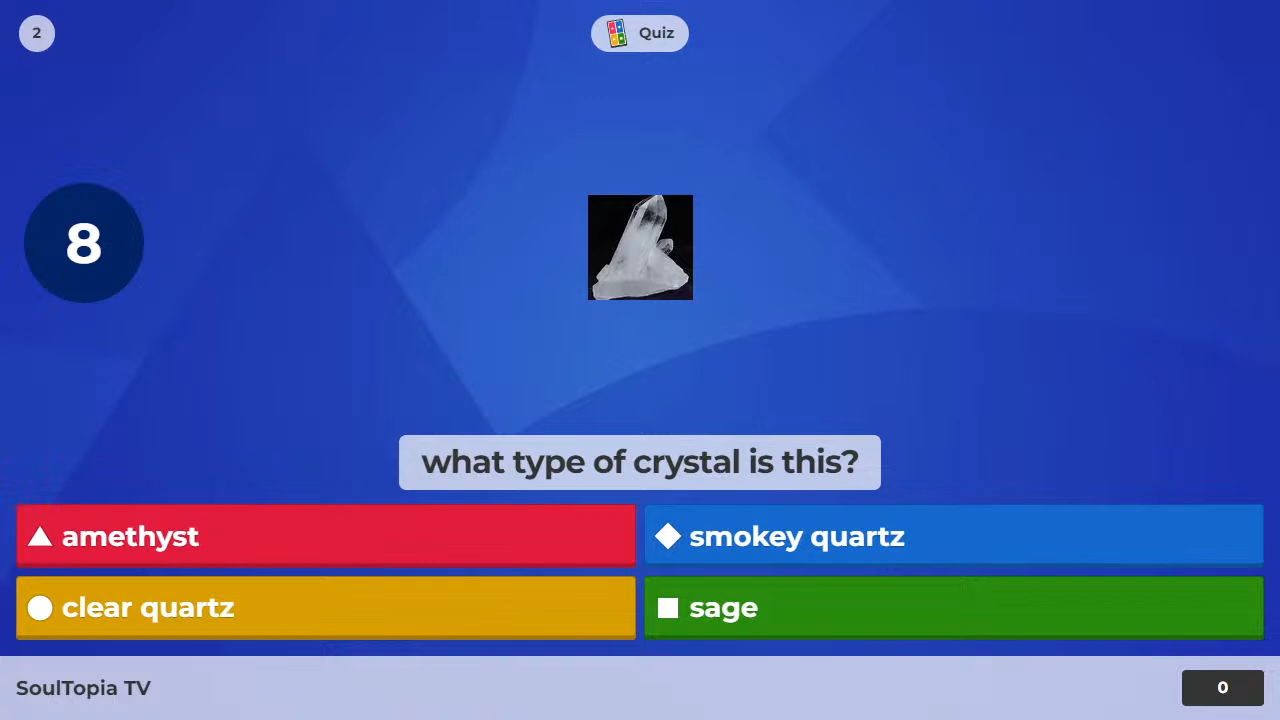 2
Quiz
8
what type of crystal is this?
amethyst
smokey quartz
clear quartz
sage
SoulTopia TV
0